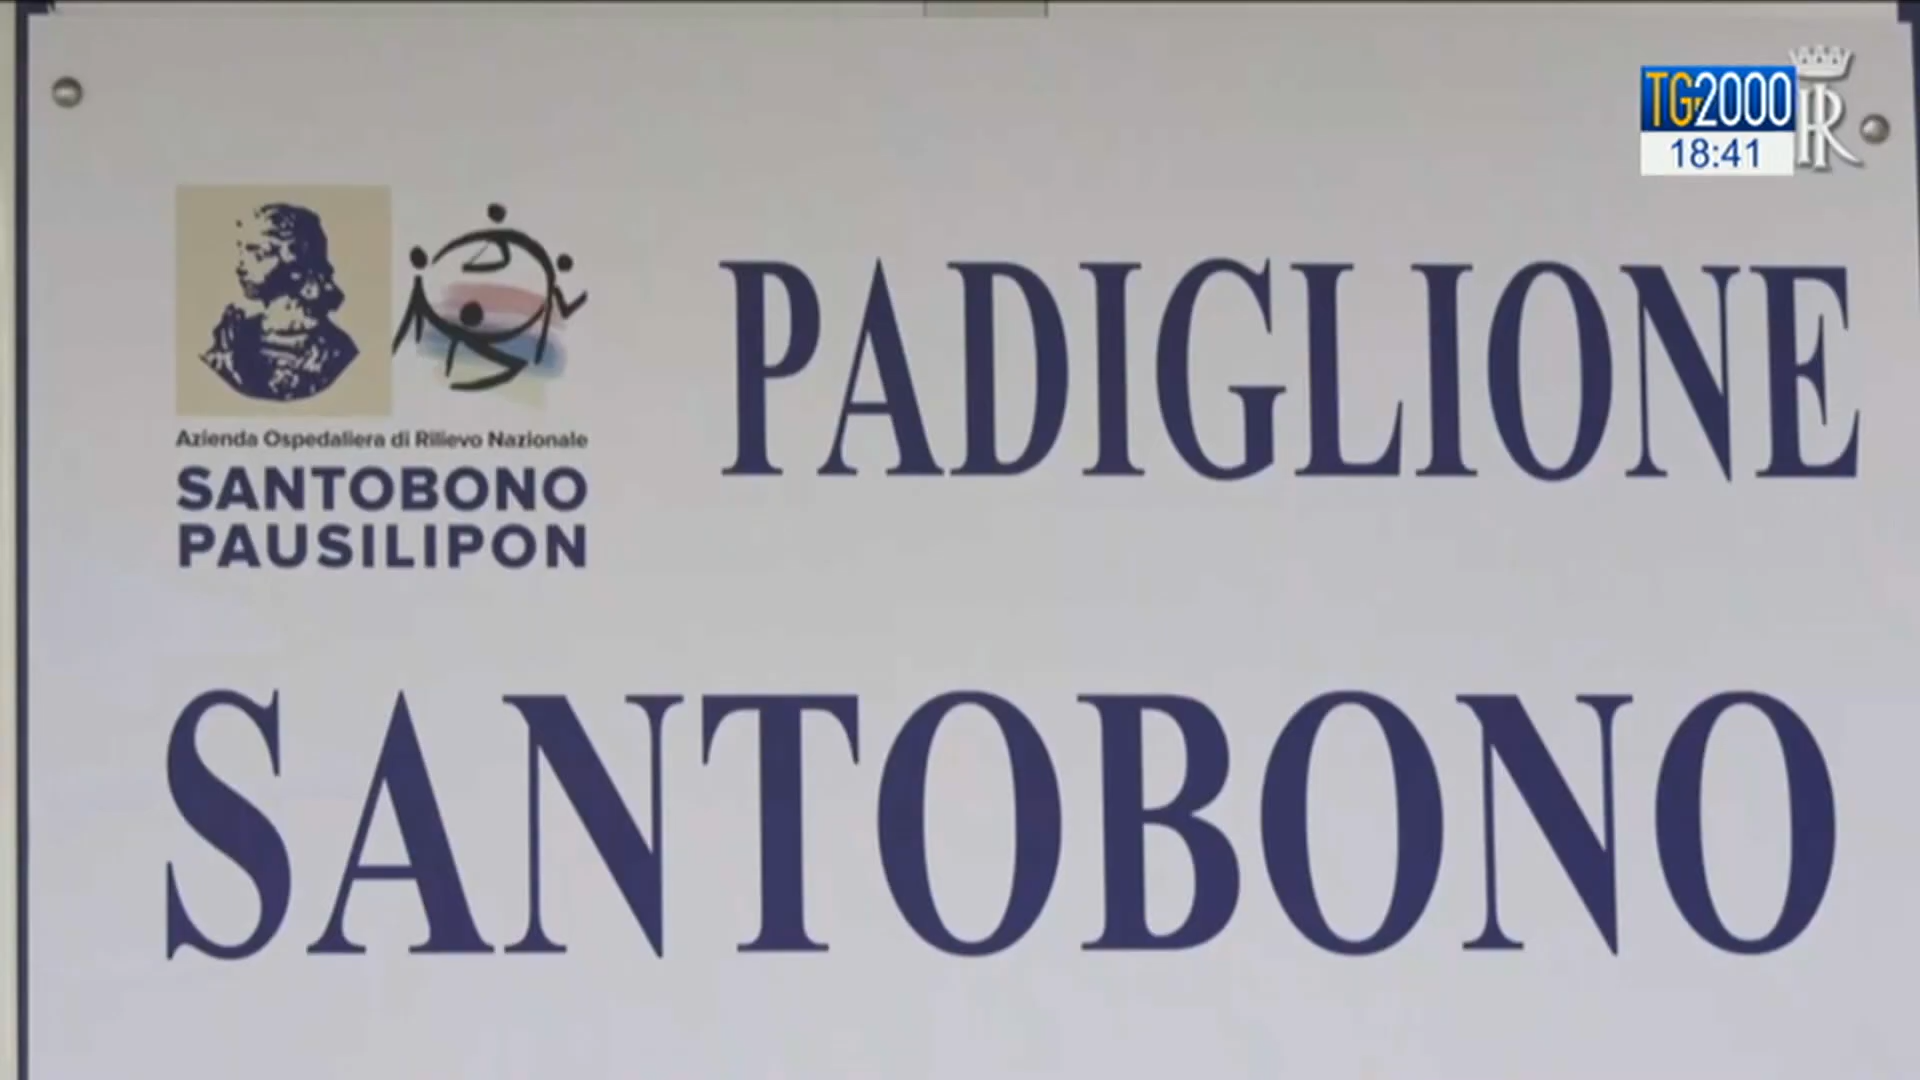 TG2000
18:41
R
PADIGLIONE
Azienda Ospedaliera di Rilievo Nazionale
SANTOBONO
PAUSILIPON
SANTOBONO